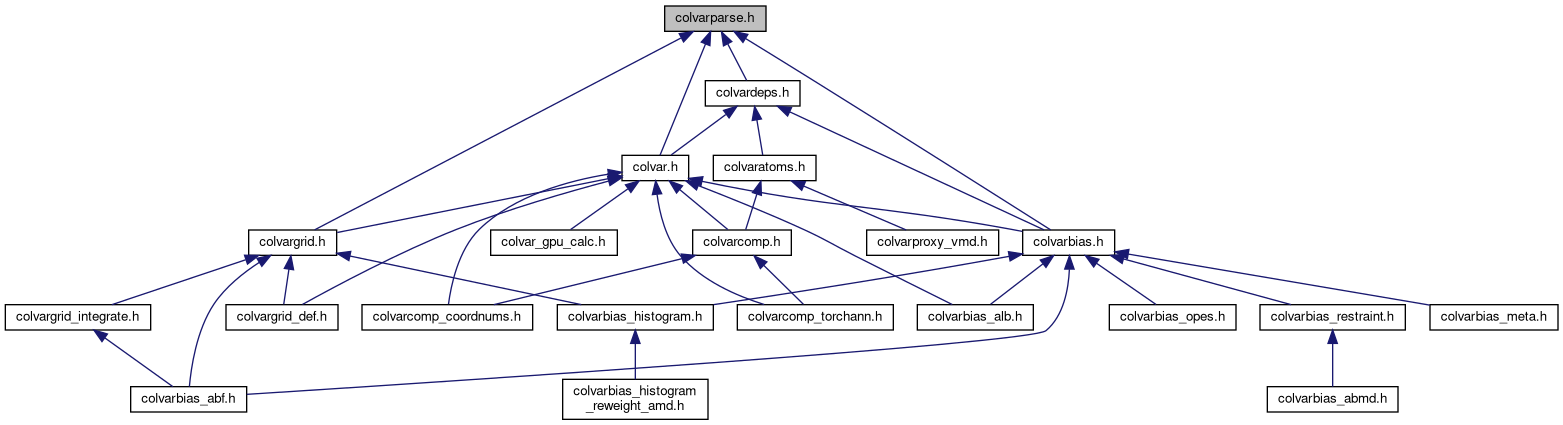 colvarparse.h
colvardeps.h
colvar.h
colvaratoms.h
colvargrid.h
colvar_gpu_calc.h
colvarcomp.h
colvarproxy_vmd.h
colvarbias.h
colvargrid_integrate.h
colvargrid_def.h
colvarcomp_coordnums.h
colvarbias_histogram.h
colvarcomp_torchann.h
colvarbias_alb.h
colvarbias_opes.h
colvarbias_restraint.h
colvarbias_meta.h
colvarbias_abf.h
colvarbias_histogram
_reweight_amd.h
colvarbias_abmd.h